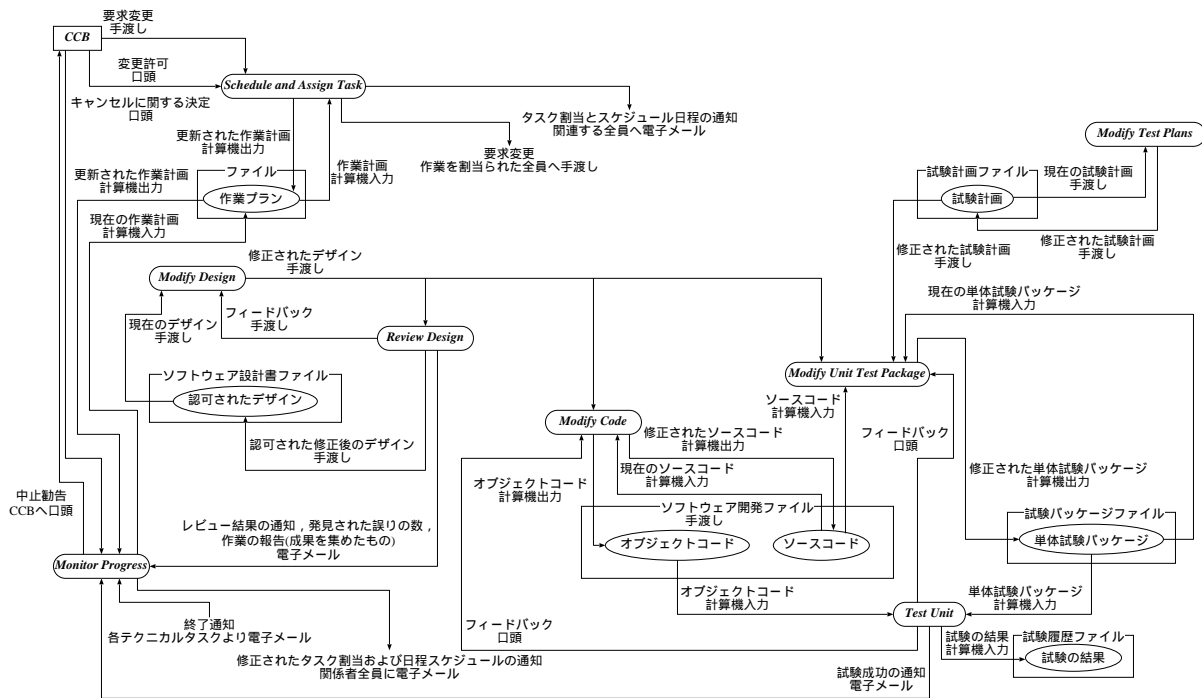 要求変更
手渡し
CCB
変更許可
口頭
Schedule and Assign Task
キャンセルに関する決定
口頭
タスク割当とスケジュール日程の通知
関連する全員へ電子メール
更新された作業計画
計算機出力
要求変更
作業を割当られた全員へ手渡し
Modify Test Plans
更新された作業計画
計算機出力
ファイル
作業プラン
作業計画
計算機入力
試験計画ファイル
試験計画
現在の試験計画
手渡し
現在の作業計画
計算機入力
修正された試験計画
手渡し
修正された試験計画
手渡し
修正されたデザイン
手渡し
Modify Design
現在の単体試験パッケージ
計算機入力
現在のデザイン
手渡し
フィードバック
手渡し
Review Design
ソフトウェア設計書ファイル
認可されたデザイン
Modify Unit Test Package
ソースコード
計算機入力
Modify Code
修正されたソースコード
計算機出力
フィードバック
口頭
認可された修正後のデザイン
手渡し
現在のソースコード
計算機入力
オブジェクトコード
計算機出力
修正された単体試験パッケージ
計算機出力
中止勧告
CCBへ口頭
レビュー結果の通知，発見された誤りの数，
作業の報告(成果を集めたもの)
電子メール
ソフトウェア開発ファイル
手渡し
オブジェクトコード
ソースコード
試験パッケージファイル
単体試験パッケージ
Monitor Progress
オブジェクトコード
計算機入力
単体試験パッケージ
計算機入力
Test Unit
終了通知
各テクニカルタスクより電子メール
フィードバック
口頭
試験の結果
計算機入力
試験履歴ファイル
試験の結果
修正されたタスク割当および日程スケジュールの通知
関係者全員に電子メール
試験成功の通知
電子メール